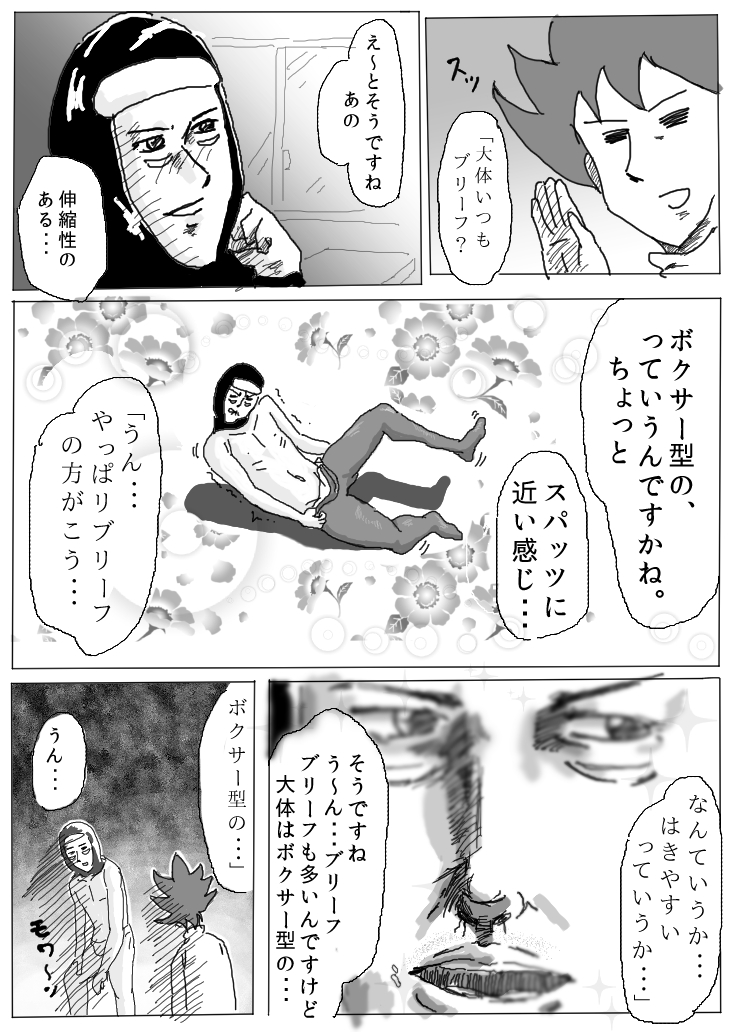 スッ
「大体いつも
ブリーフ？
え～とそうですね
あの
伸縮性の
ある・・・
ボクサー型の、
っていうんですかね。
ちょっと
スパッツに
近い感じ・・・
「うん・・・
やっぱりブリーフ
の方がこう・・・
なんていうか・・・
はきやすい
っていうか・・・」
そうですね
う～ん・・ブリーフ
ブリーフも多いんですけど
大体はボクサー型の・・・
ボクサー型の・・・」
うん・・・
モワ～ン